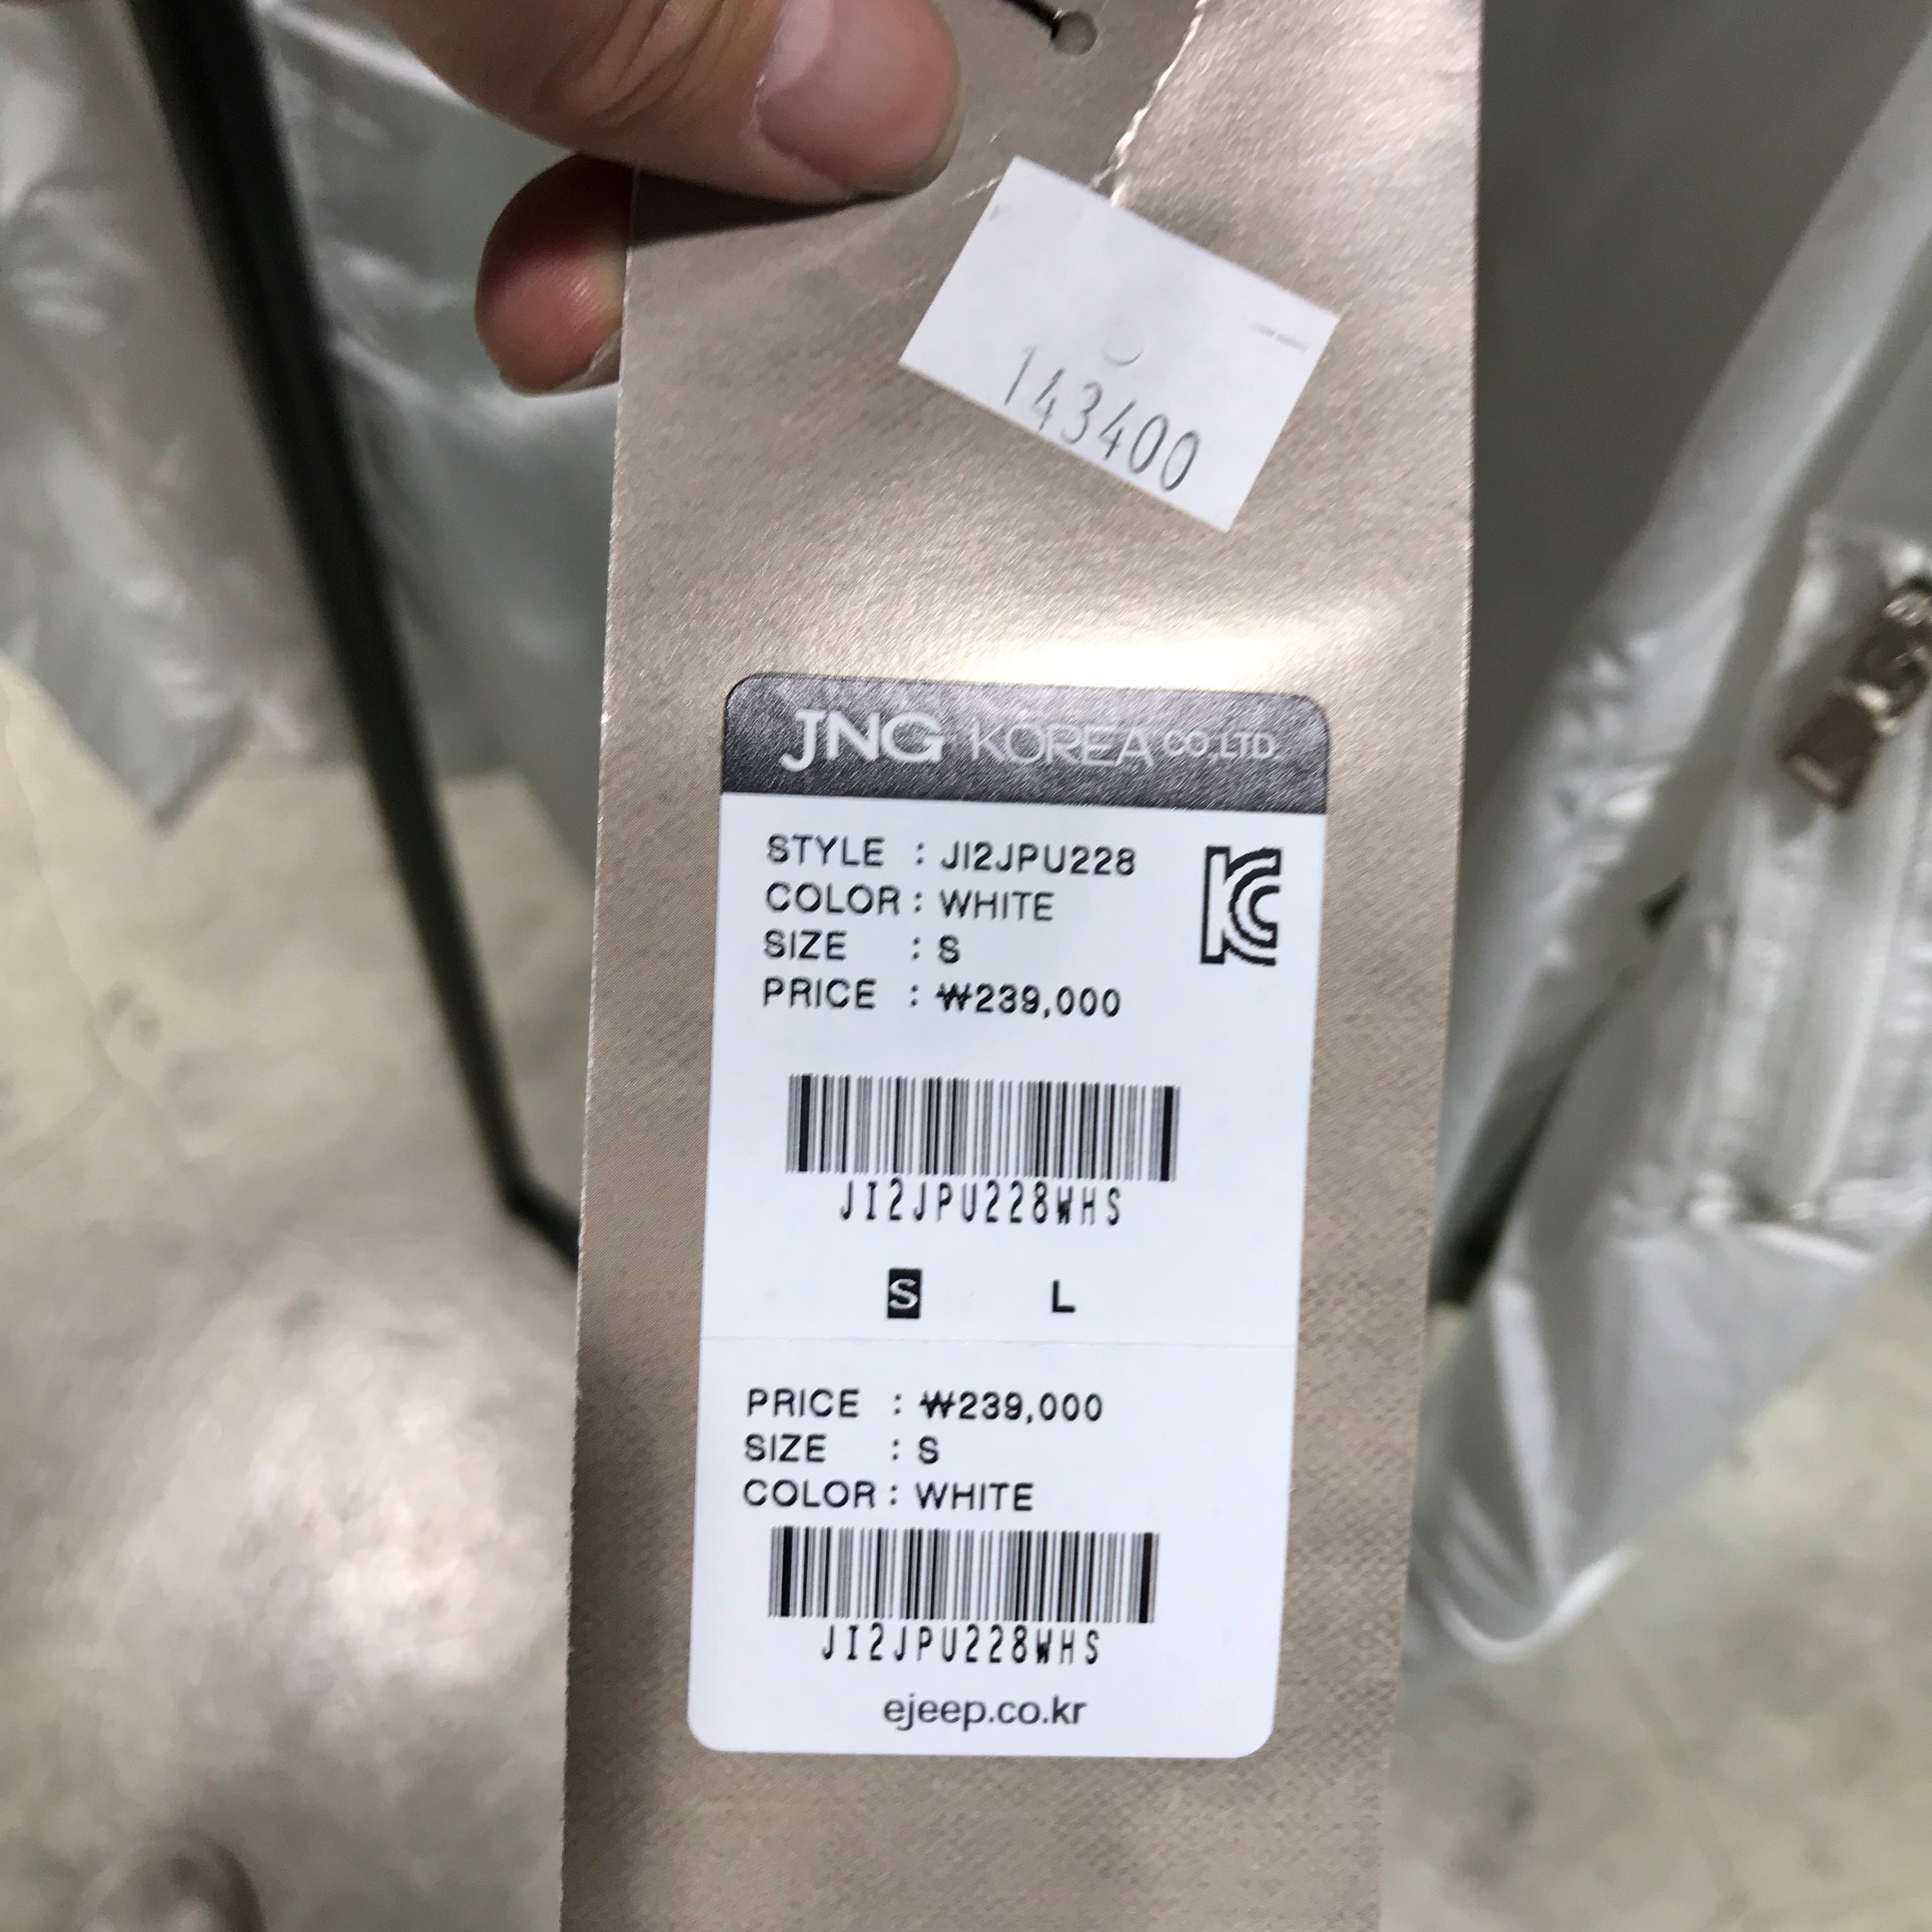 143400
JNG KOREA CO,LTD.
STYLE : JI2JPU228
COLOR : WHITE
SIZE : S
PRICE : ₩239,000
JI2JPU228WHS
S L
PRICE : ₩239,000
SIZE : S
COLOR : WHITE
JI2JPU228WHS
ejeep.co.kr